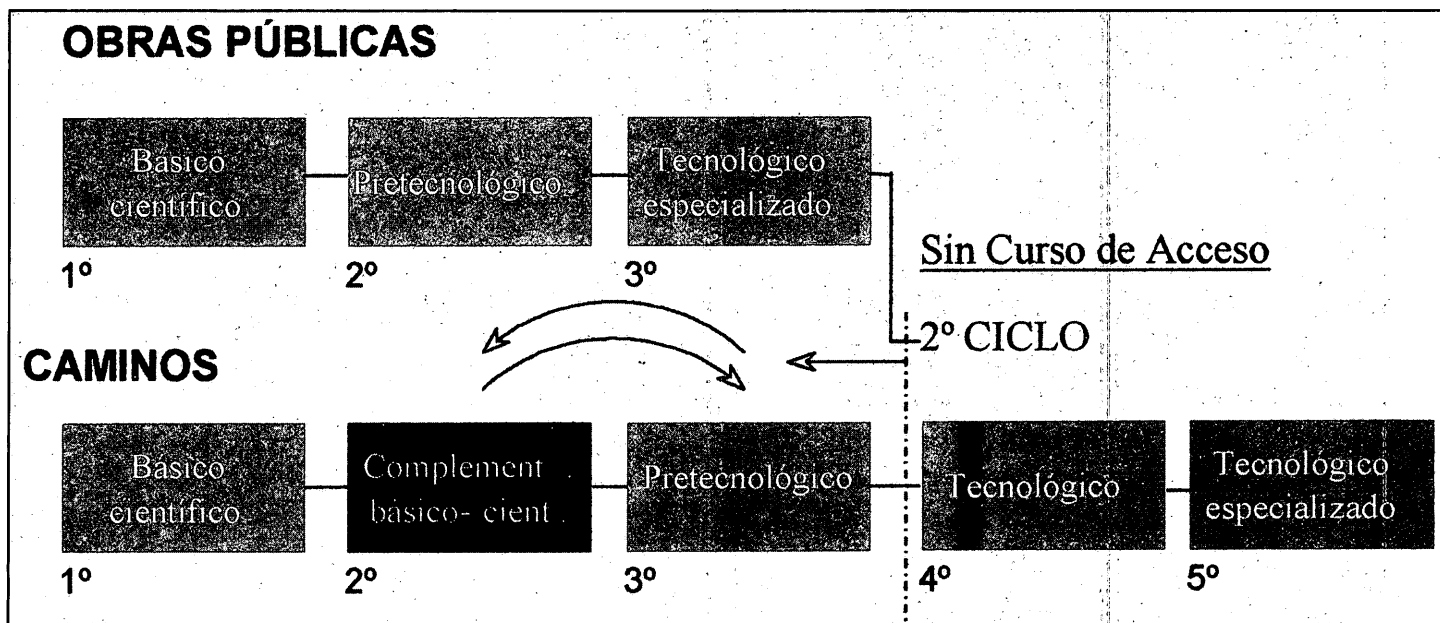 OBRAS PÚBLICAS
Básico
científico
Pretecnológico
Tecnológico
especializado
1º
2º
3º
Sin Curso de Acceso
2º CICLO
CAMINOS
Básico
científico
Complement
básico- cient
Pretecnológico
Tecnológico
Tecnológico
especializado
1º
2º
3º
4º
5º